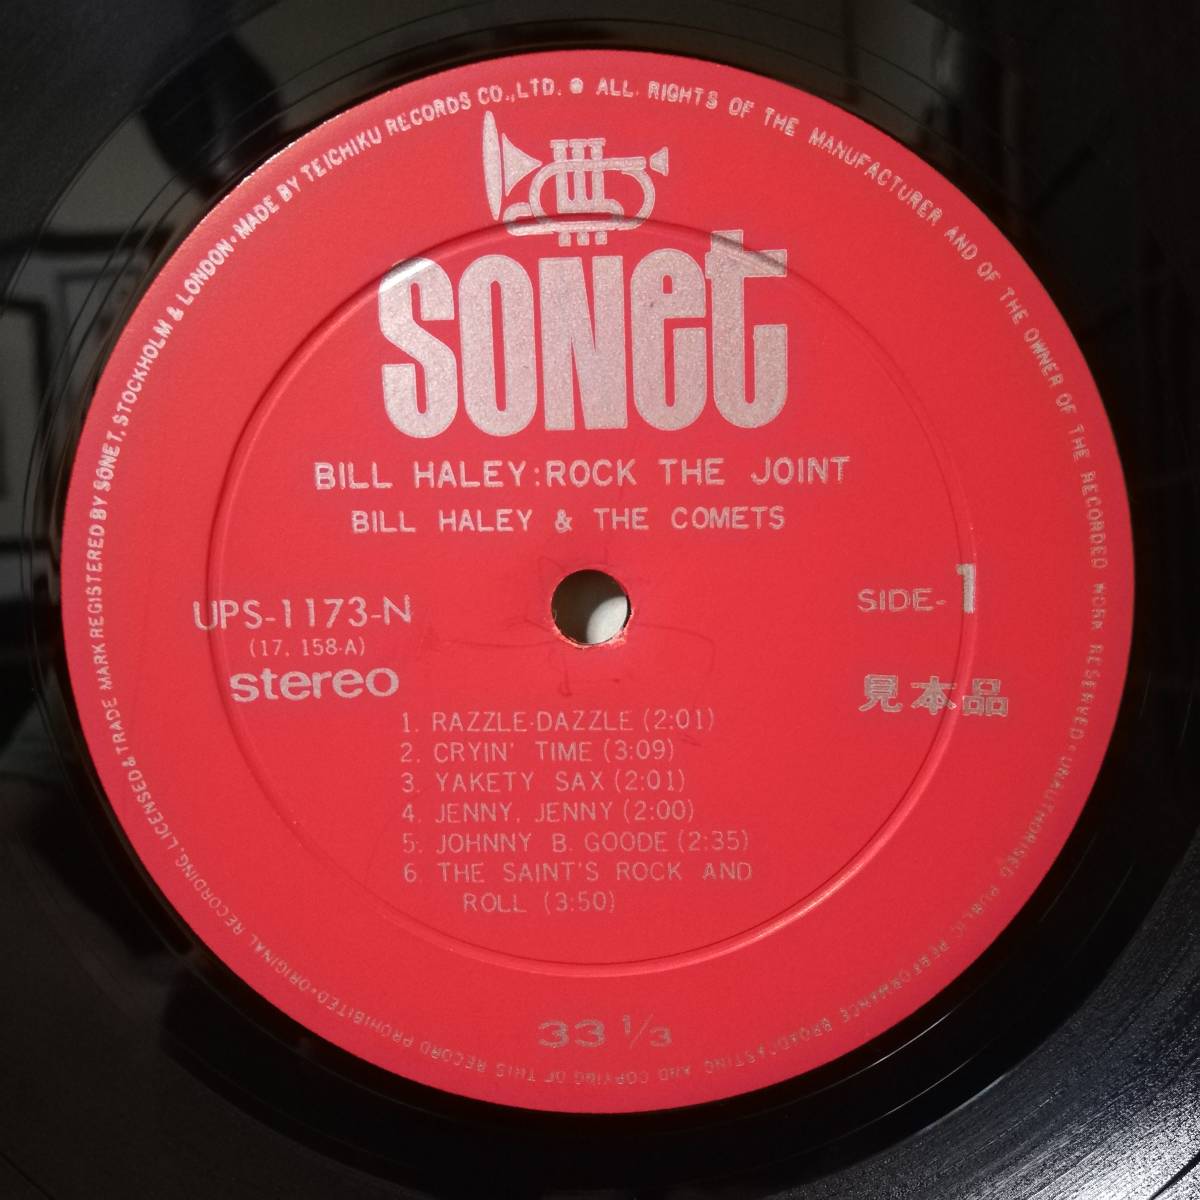 ORIGINAL RECORDING, LICENSED & TRADE MARK REGISTERED BY SONET, STOCKHOLM & LONDON • MADE BY TEICHIKU RECORDS CO., LTD. ℗ ALL RIGHTS OF THE MANUFACTURER AND OF THE OWNER OF THE RECORDED WORK RESERVED • UNAUTHORISED PUBLIC PERFORMANCE BROADCASTING AND COPYING OF THIS RECORD PROHIBITED •
SONet
BILL HALEY:ROCK THE JOINT
BILL HALEY & THE COMETS
UPS-1173-N
(17. 158-A)
stereo
SIDE-1
見本品
1. RAZZLE-DAZZLE (2:01)
2. CRYIN' TIME (3:09)
3. YAKETY SAX (2:01)
4. JENNY, JENNY (2:00)
5. JOHNNY B. GOODE (2:35)
6. THE SAINT'S ROCK AND
ROLL (3:50)
33 1/3